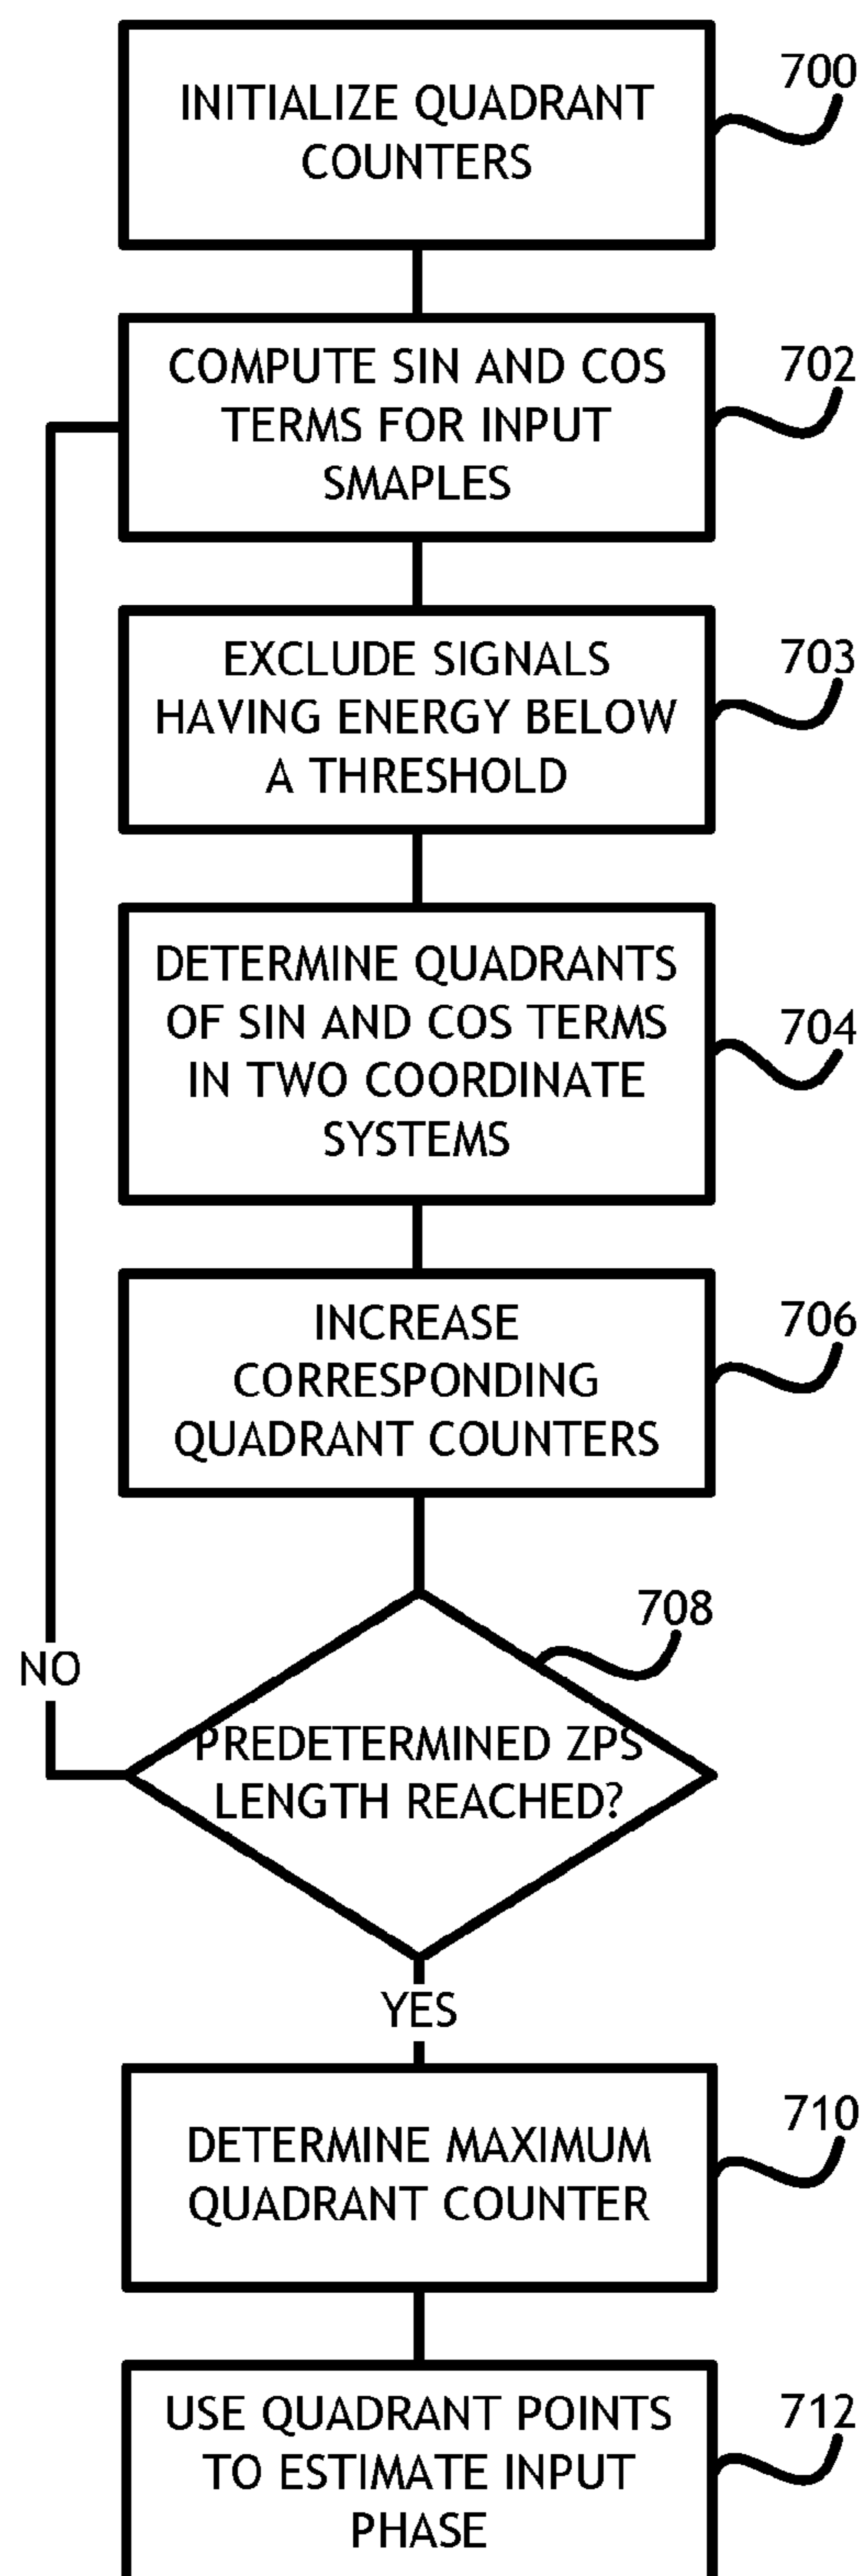 INITIALIZE QUADRANT
COUNTERS
700
COMPUTE SIN AND COS
TERMS FOR INPUT
SMAPLES
702
EXCLUDE SIGNALS
HAVING ENERGY BELOW
A THRESHOLD
703
DETERMINE QUADRANTS
OF SIN AND COS TERMS
IN TWO COORDINATE
SYSTEMS
704
INCREASE
CORRESPONDING
QUADRANT COUNTERS
706
708
NO
PREDETERMINED ZPS
LENGTH REACHED?
YES
DETERMINE MAXIMUM
QUADRANT COUNTER
710
USE QUADRANT POINTS
TO ESTIMATE INPUT
PHASE
712